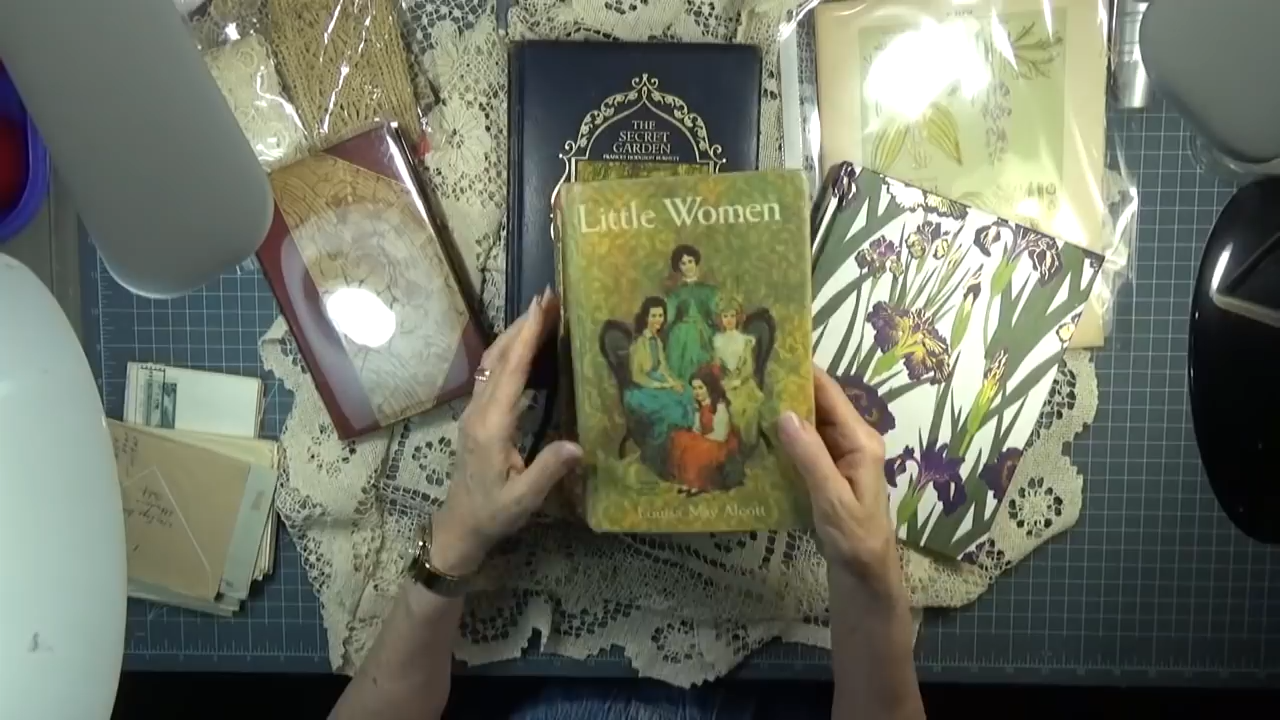 THE
SECRET
GARDEN
FRANCES HODGSON BURNETT
Little Women
Louisa May Alcott